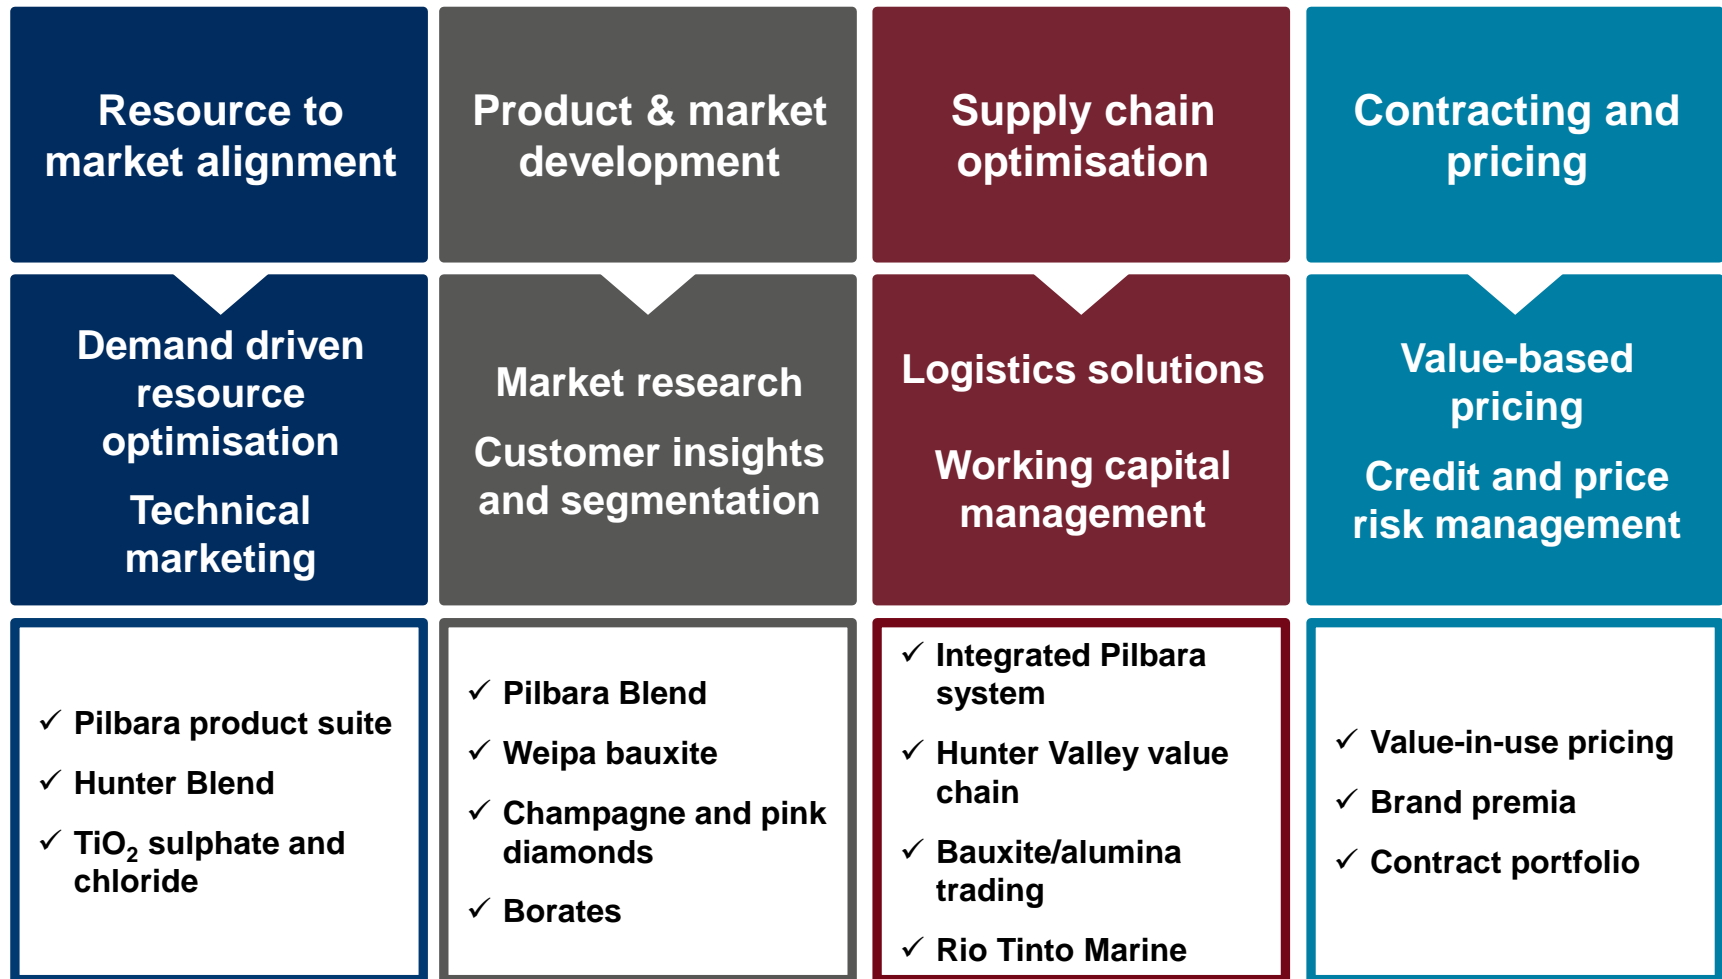 Resource to
market alignment
Product & market
development
Supply chain
optimisation
Contracting and
pricing
Demand driven
resource
optimisation
Technical
marketing
Market research
Customer insights
and segmentation
Logistics solutions
Working capital
management
Value-based
pricing
Credit and price
risk management
✓ Pilbara product suite
✓ Hunter Blend
✓ TiO₂ sulphate and
chloride
✓ Pilbara Blend
✓ Weipa bauxite
✓ Champagne and pink
diamonds
✓ Borates
✓ Integrated Pilbara
system
✓ Hunter Valley value
chain
✓ Bauxite/alumina
trading
✓ Rio Tinto Marine
✓ Value-in-use pricing
✓ Brand premia
✓ Contract portfolio